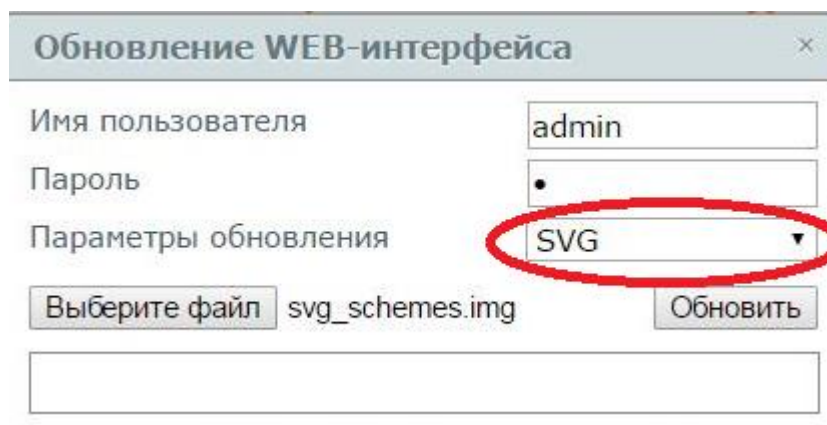 Обновление WEB-интерфейса ×
Имя пользователя admin
Пароль •
Параметры обновления SVG
Выберите файл svg_schemes.img Обновить